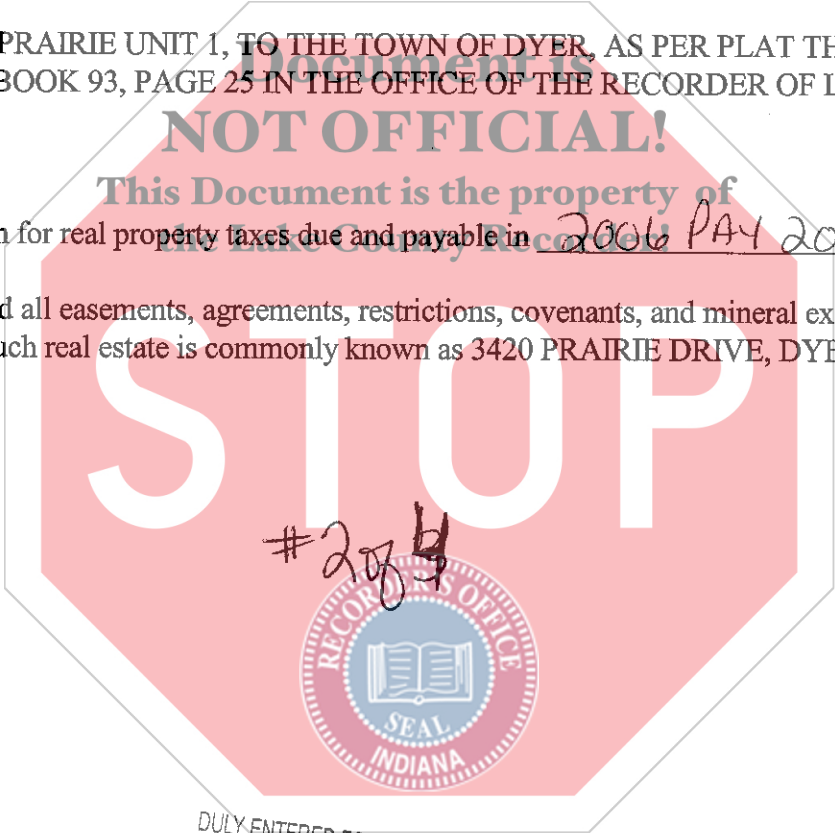 PRAIRIE UNIT 1, TO THE TOWN OF DYER, AS PER PLAT TH
BOOK 93, PAGE 25 IN THE OFFICE OF THE RECORDER OF L
Document is
NOT OFFICIAL!
This Document is the property of
the Lake County Recorder!
n for real property taxes due and payable in 2006 PAY 20
d all easements, agreements, restrictions, covenants, and mineral ex
uch real estate is commonly known as 3420 PRAIRIE DRIVE, DYE
STOP
#2 of 4
RECORDER'S OFFICE
SEAL
INDIANA
DULY ENTERED